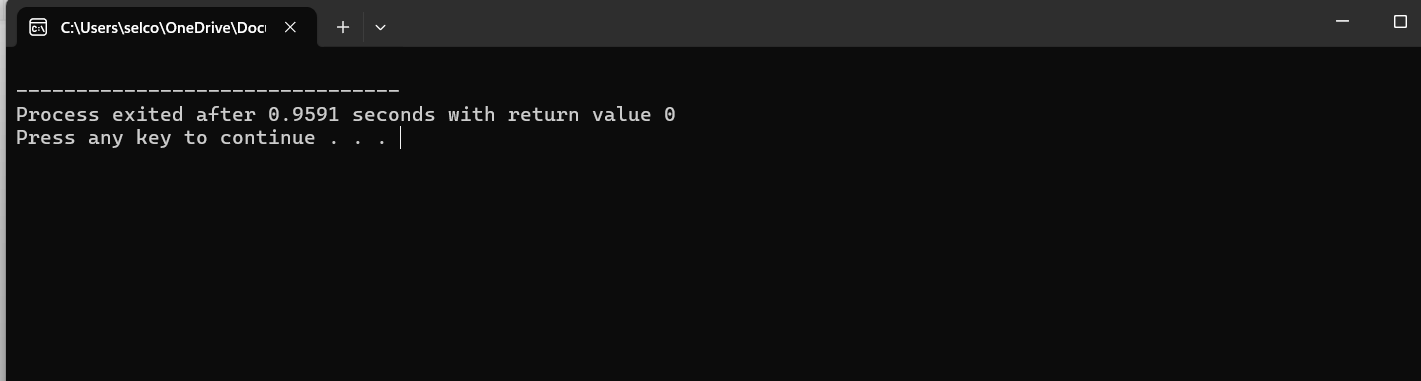 C:\Users\selco\OneDrive\Doc
--------------------------------
Process exited after 0.9591 seconds with return value 0
Press any key to continue . . .